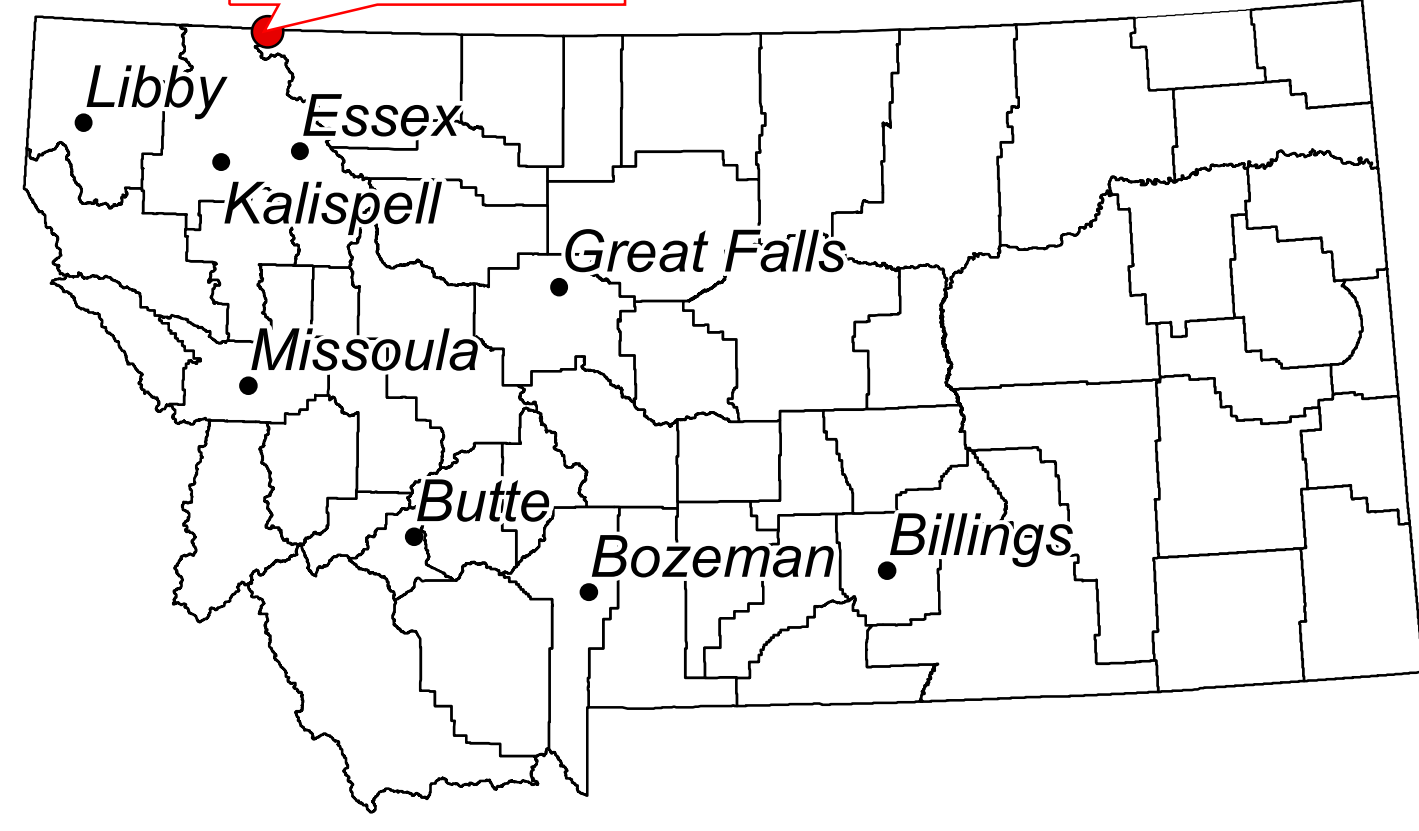 Libby
Essex
Kalispell
Great Falls
Missoula
Butte
Billings
Bozeman